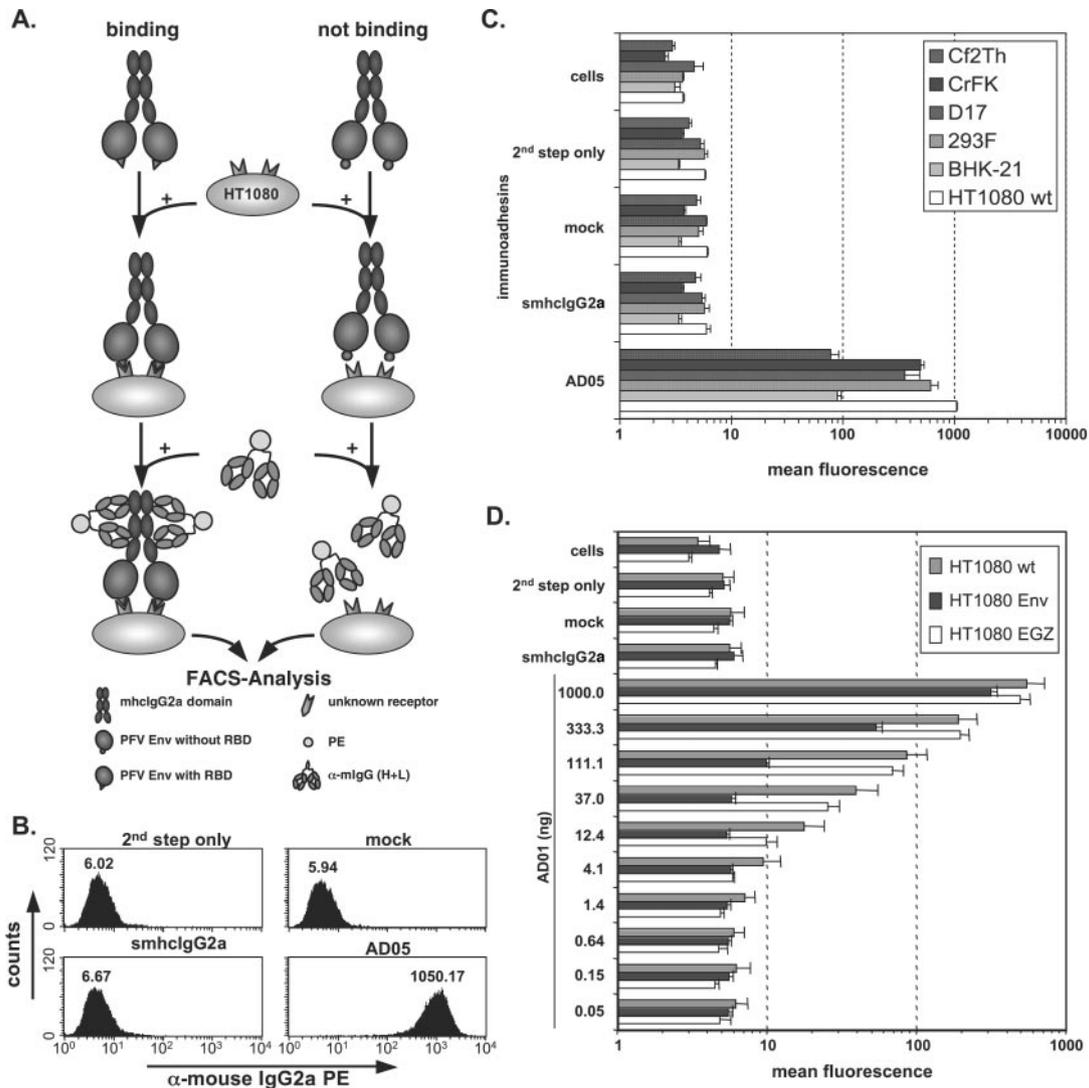 A.
binding
not binding
HT1080
+
+
+
+
FACS-Analysis
mhcIgG2a domain
unknown receptor
PFV Env without RBD
PE
PFV Env with RBD
α-mIgG (H+L)
B.
2nd step only
mock
120
0
6.02
5.94
smhcIgG2a
AD05
120
0
6.67
1050.17
counts
10^0 10^1 10^2 10^3 10^4
10^0 10^1 10^2 10^3 10^4
α-mouse IgG2a PE
C.
immunoadhesins
cells
2nd step only
mock
smhcIgG2a
AD05
Cf2Th
CrFK
D17
293F
BHK-21
HT1080 wt
1 10 100 1000 10000
mean fluorescence
D.
cells
2nd step only
mock
smhcIgG2a
AD01 (ng)
1000.0
333.3
111.1
37.0
12.4
4.1
1.4
0.64
0.15
0.05
HT1080 wt
HT1080 Env
HT1080 EGZ
1 10 100 1000
mean fluorescence